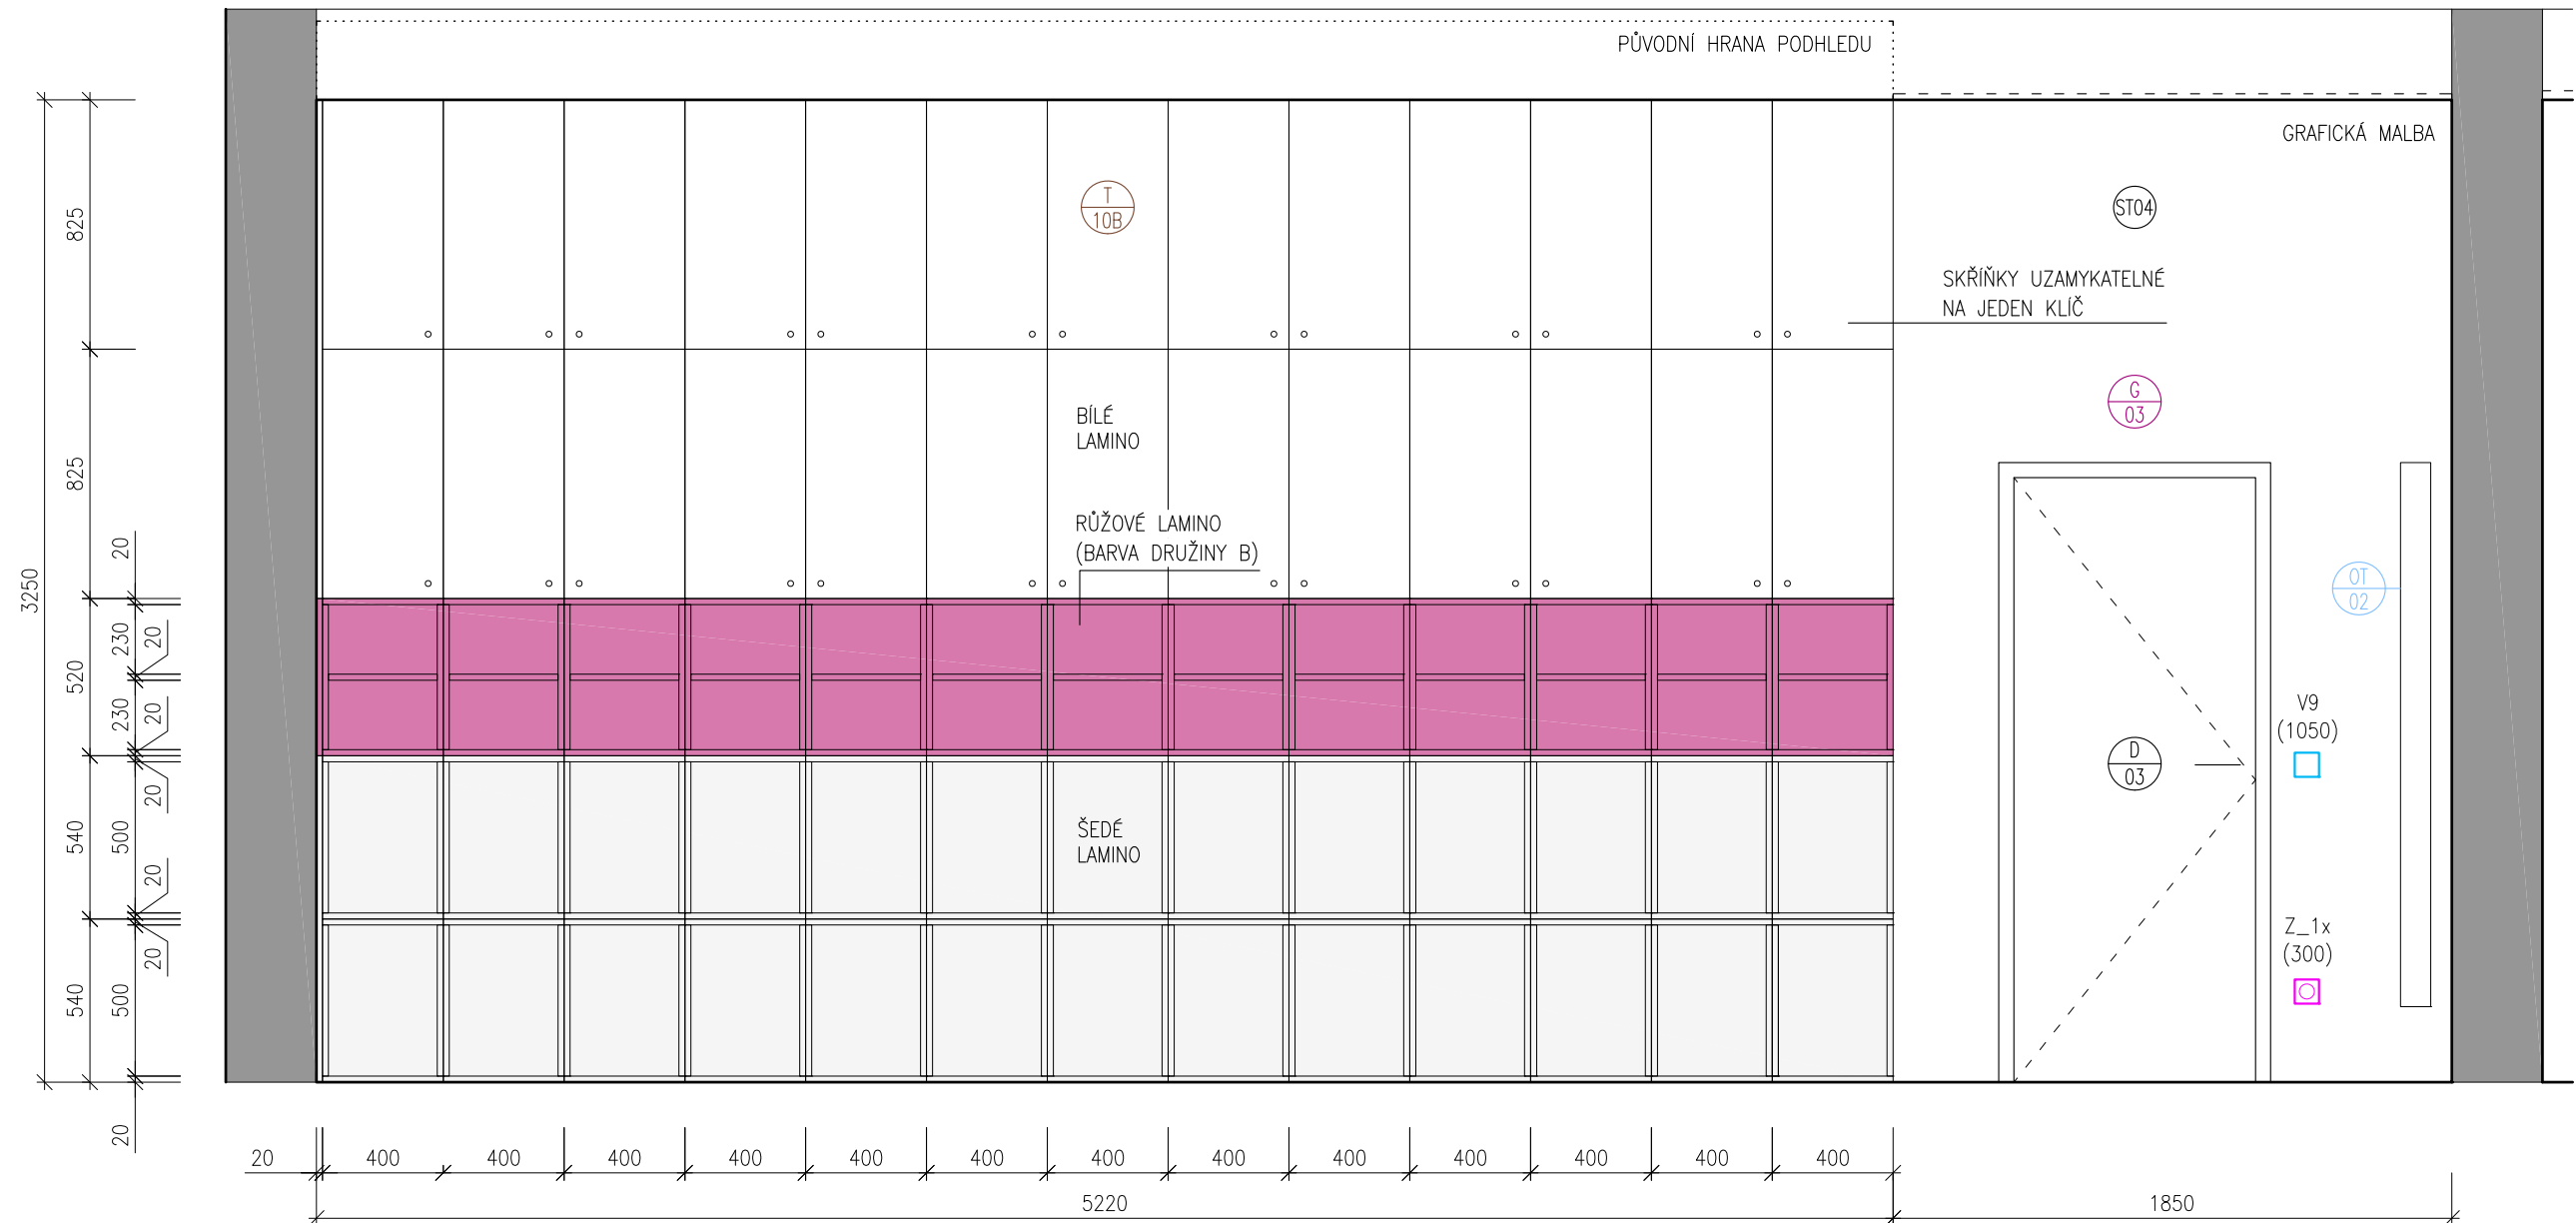 PŮVODNÍ HRANA PODHLEDU
GRAFICKÁ MALBA
T
10B
ST04
SKŘÍŇKY UZAMYKATELNÉ
NA JEDEN KLÍČ
G
03
BÍLÉ
LAMINO
RŮŽOVÉ LAMINO
(BARVA DRUŽINY B)
OT
02
V9
(1050)
D
03
ŠEDÉ
LAMINO
Z_1x
(300)
3250
825
825
520
540
540
20
230
20
230
20
20
500
20
20
500
20
20
400
400
400
400
400
400
400
400
400
400
400
400
400
5220
1850